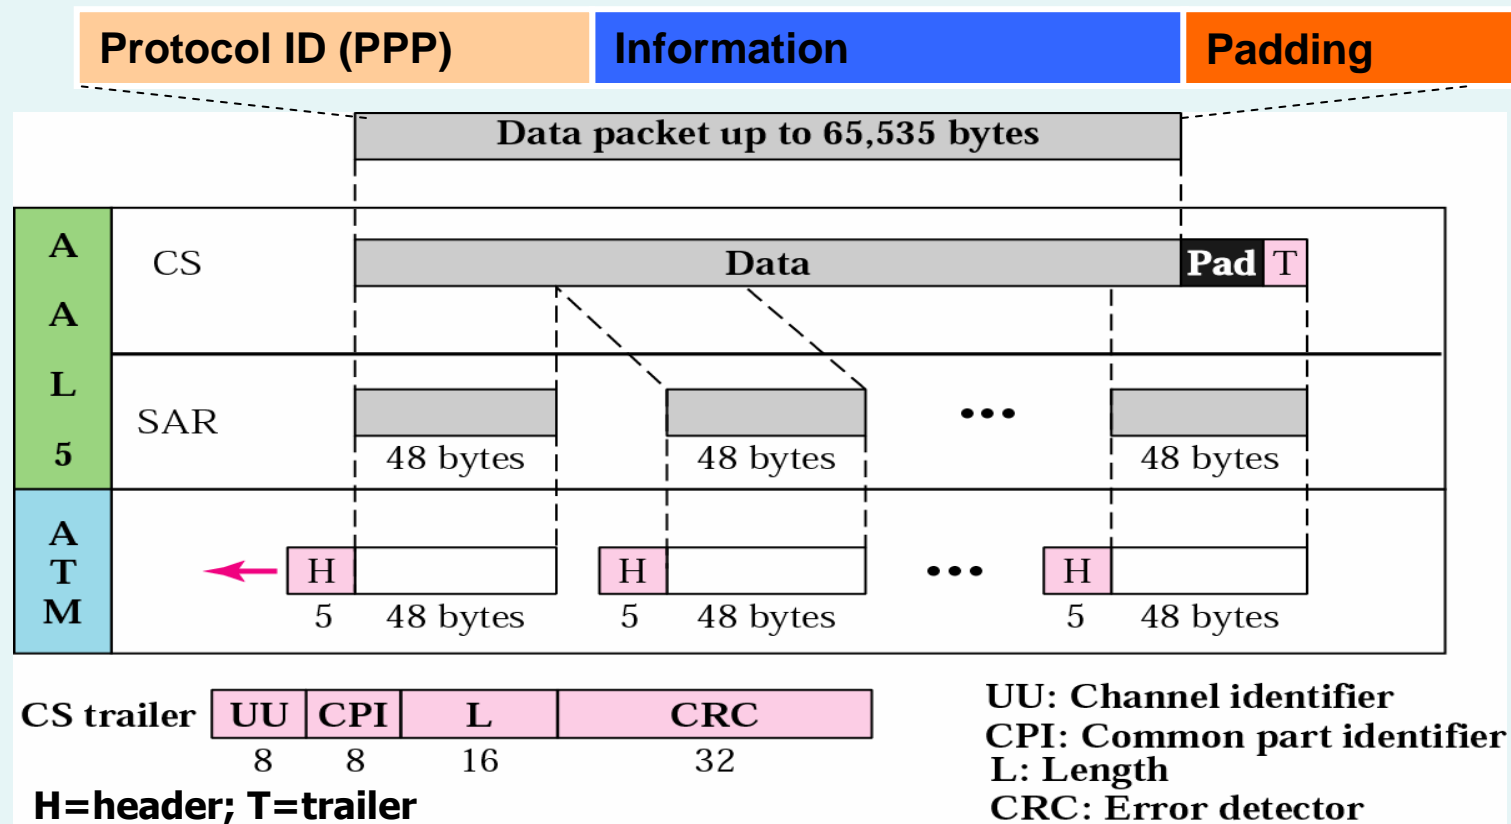 Protocol ID (PPP) Information Padding
Data packet up to 65,535 bytes
A A L 5
CS Data Pad T
SAR
48 bytes 48 bytes ••• 48 bytes
A T M
H H ••• H
5 48 bytes 5 48 bytes 5 48 bytes
CS trailer UU CPI L CRC
8 8 16 32
H=header; T=trailer
UU: Channel identifier
CPI: Common part identifier
L: Length
CRC: Error detector